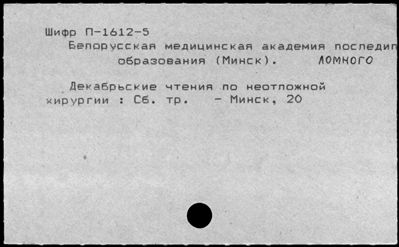 Шифр П-1612-5
Белорусская медицинская академия последип
образования (Минск). ЛОМНОГО
Декабрьские чтения по неотложной
хирургии : Сб. тр. - Минск, 20